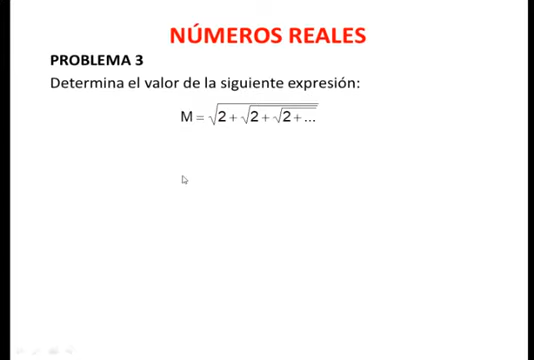 NÚMEROS REALES
PROBLEMA 3
Determina el valor de la siguiente expresión:
M = √2 + √2 + √2 + ...